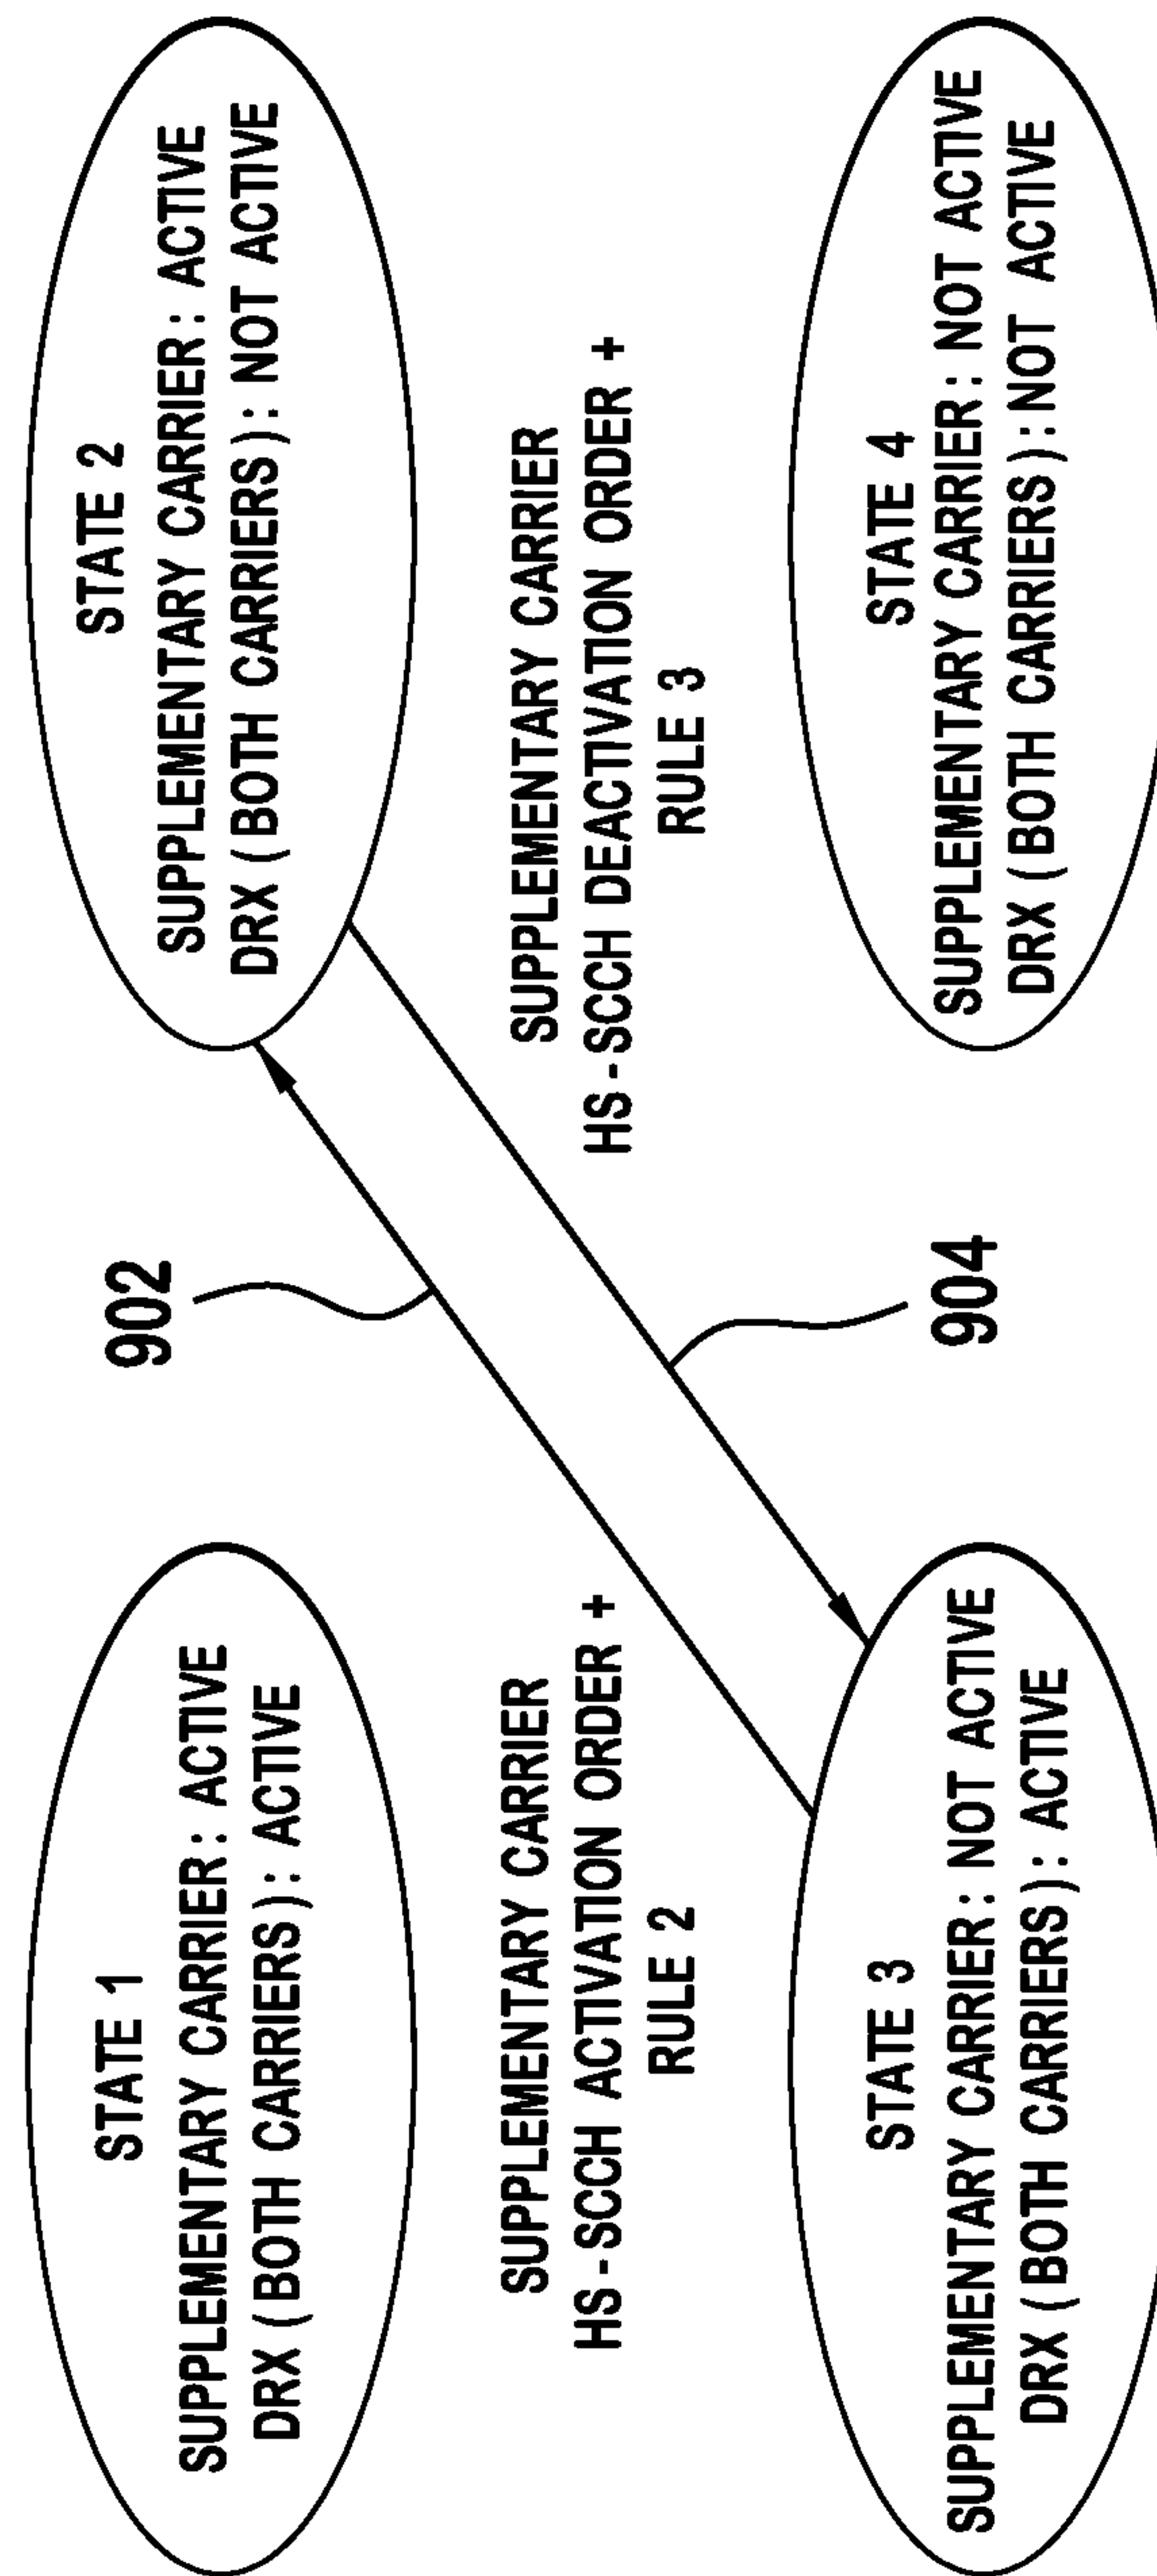 STATE 1
SUPPLEMENTARY CARRIER: ACTIVE
DRX (BOTH CARRIERS): ACTIVE
STATE 2
SUPPLEMENTARY CARRIER: ACTIVE
DRX (BOTH CARRIERS): NOT ACTIVE
902
SUPPLEMENTARY CARRIER
HS-SCCH ACTIVATION ORDER +
RULE 2
SUPPLEMENTARY CARRIER
HS-SCCH DEACTIVATION ORDER +
RULE 3
904
STATE 3
SUPPLEMENTARY CARRIER: NOT ACTIVE
DRX (BOTH CARRIERS): ACTIVE
STATE 4
SUPPLEMENTARY CARRIER: NOT ACTIVE
DRX (BOTH CARRIERS):NOT ACTIVE